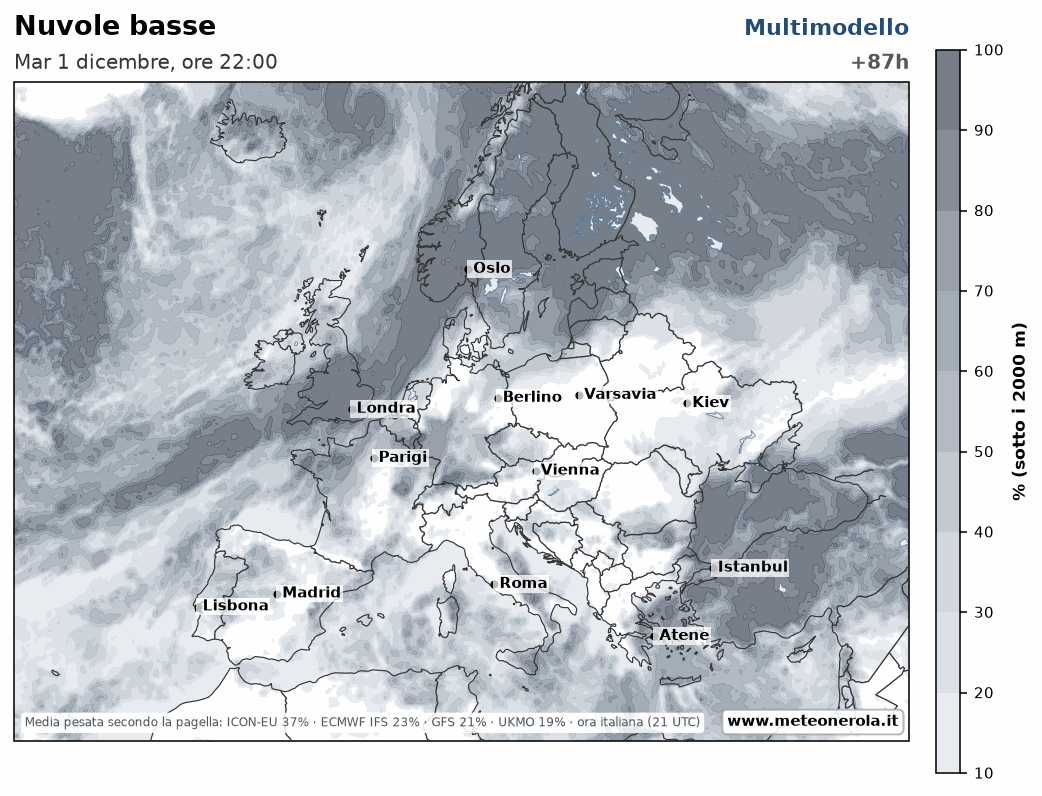 Nuvole basse
Multimodello
Mar 1 dicembre, ore 22:00
+87h
100
90
80
70
60
50
40
30
20
10
% (sotto i 2000 m)
Oslo
Londra
Berlino
Varsavia
Kiev
Parigi
Vienna
Istanbul
Roma
Madrid
Lisbona
Atene
Media pesata secondo la pagella: ICON-EU 37% · ECMWF IFS 23% · GFS 21% · UKMO 19% · ora italiana (21 UTC)
www.meteonerola.it